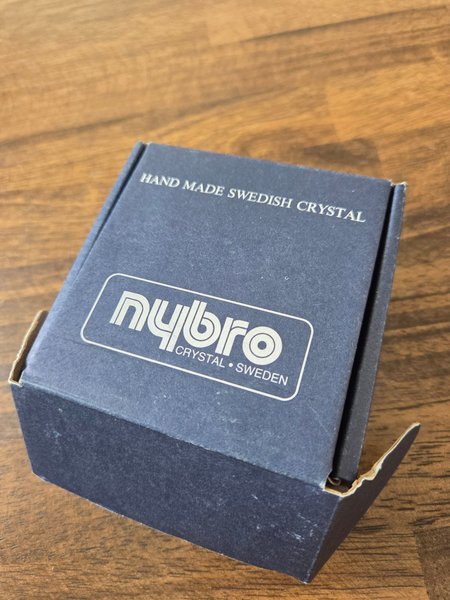 HAND MADE SWEDISH CRYSTAL
nybro
CRYSTAL • SWEDEN